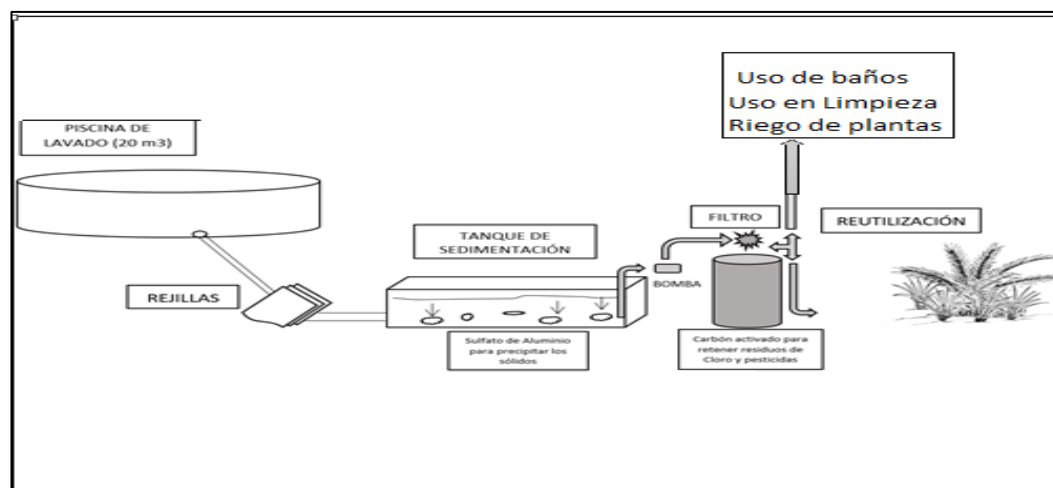 Uso de baños
Uso en Limpieza
Riego de plantas
PISCINA DE
LAVADO (20 m3)
FILTRO
REUTILIZACIÓN
TANQUE DE
SEDIMENTACIÓN
REJILLAS
BOMBA
Sulfato de Aluminio
para precipitar los
sólidos
Carbón activado para
retener residuos de
Cloro y pesticidas